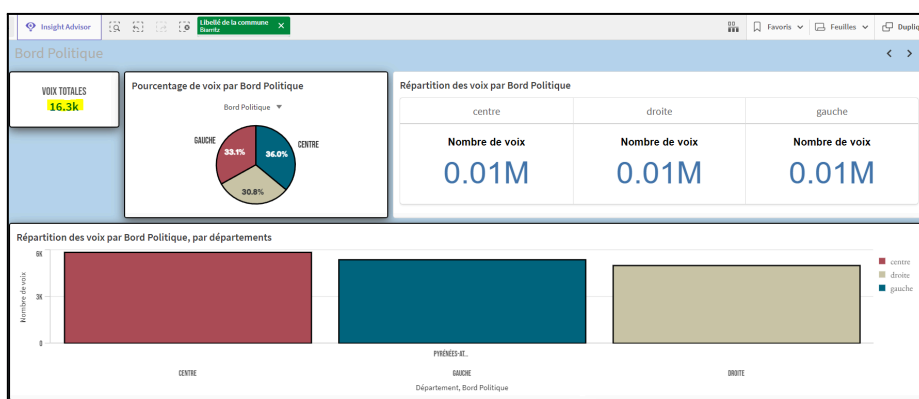 Insight Advisor
Libellé de la commune
Biarritz
Favoris
Feuilles
Dupliq
Bord Politique
VOIX TOTALES
16.3k
Pourcentage de voix par Bord Politique
Bord Politique
GAUCHE
CENTRE
33.1%
36.0%
30.8%
Répartition des voix par Bord Politique
centre
droite
gauche
Nombre de voix
Nombre de voix
Nombre de voix
0.01M
0.01M
0.01M
Répartition des voix par Bord Politique, par départements
Nombre de voix
6K
3K
0
centre
droite
gauche
PYRÉNÉES-AT...
CENTRE
GAUCHE
DROITE
Département, Bord Politique